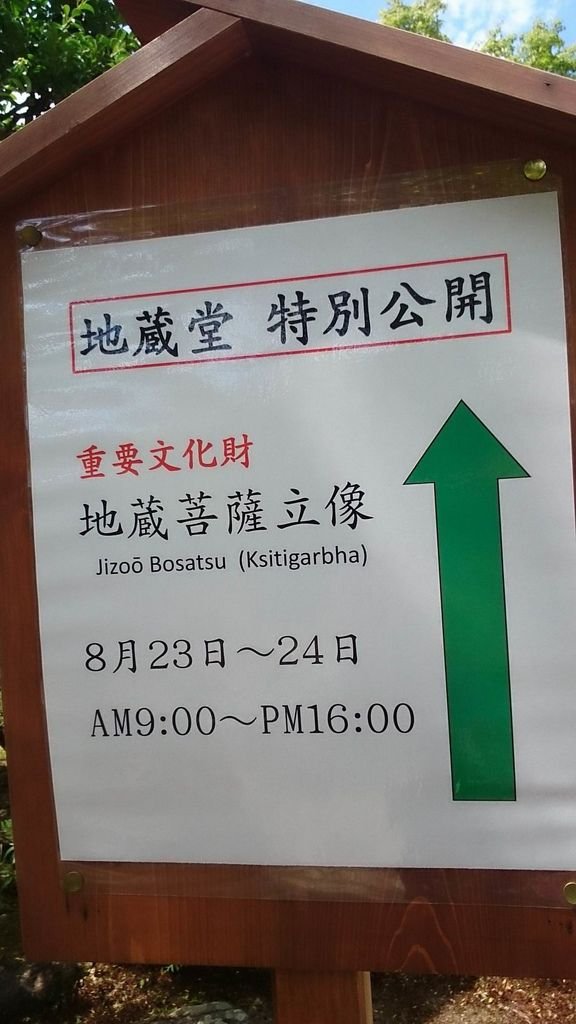 地蔵堂 特別公開
重要文化財
地蔵菩薩立像
Jizoō Bosatsu (Ksitigarbha)
8月23日～24日
AM9:00～PM16:00